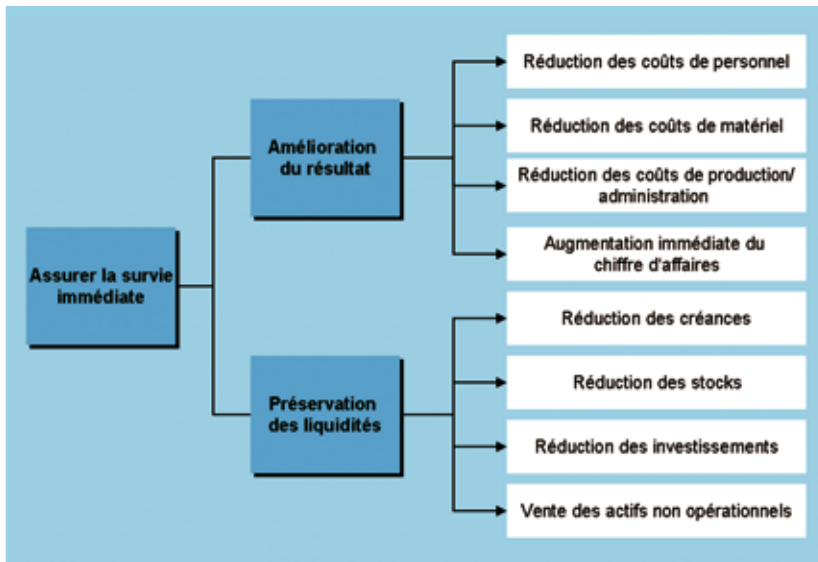 Assurer la survie
immédiate
Amélioration
du résultat
Réduction des coûts de personnel
Réduction des coûts de matériel
Réduction des coûts de production/
administration
Augmentation immédiate du
chiffre d'affaires
Préservation
des liquidités
Réduction des créances
Réduction des stocks
Réduction des investissements
Vente des actifs non opérationnels